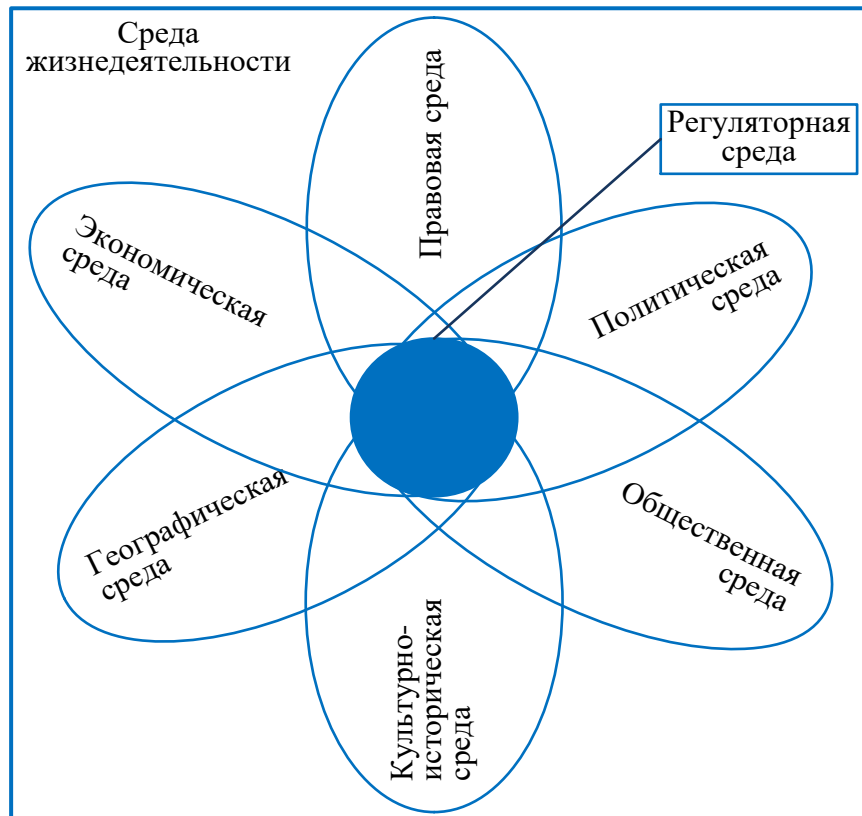 Среда
жизнедеятельности
Правовая среда
Регуляторная
среда
Экономическая
среда
Политическая
среда
Географическая
среда
Общественная
среда
Культурно-
историческая
среда